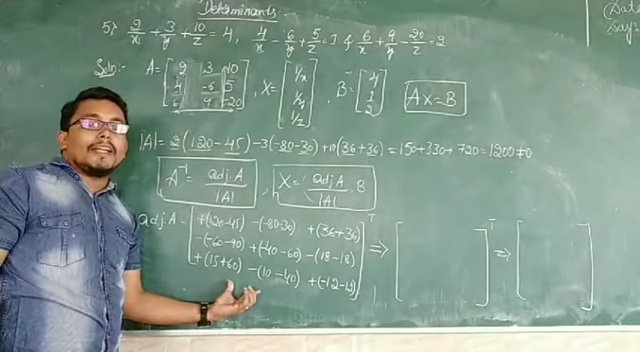 Determinants
5) 2/x + 3/y + 10/z = 4, 4/x - 6/y + 5/z = 1 & 6/x + 9/y - 20/z = 2
Soln:- A = [2 3 10; 4 -6 5; 6 9 -20], X = [1/x; 1/y; 1/z], B = [4; 1; 2] AX = B
|A| = 2(120-45) -3(-80-30) +10(36+36) = 150+330+720 = 1200 ≠ 0
A⁻¹ = adj.A/|A| , X = adj.A/|A| . B
adj.A = [+(120-45) -(-80-30) +(36+36); -(-60-90) +(-40-60) -(18-18); +(15+60) -(10-40) +(-12-12)]ᵀ ⇒ [ ]ᵀ ⇒ [ ]